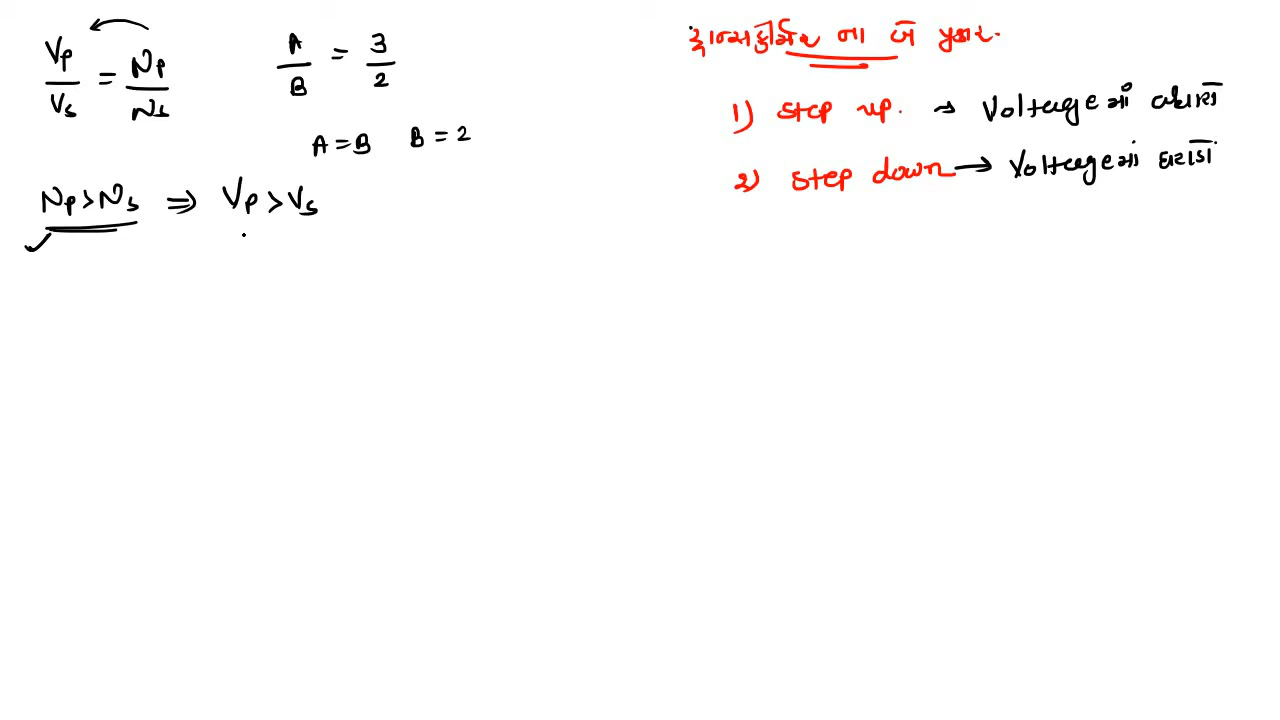 Vp/Vs = Np/Ns
A/B = 3/2
A = B B = 2
Np > Ns ⇒ Vp > Vs
ટ્રાન્સફોર્મર ના બે પ્રકાર.
1) Step up. → Voltage માં વધારો
2) Step down → Voltage માં ઘટાડો